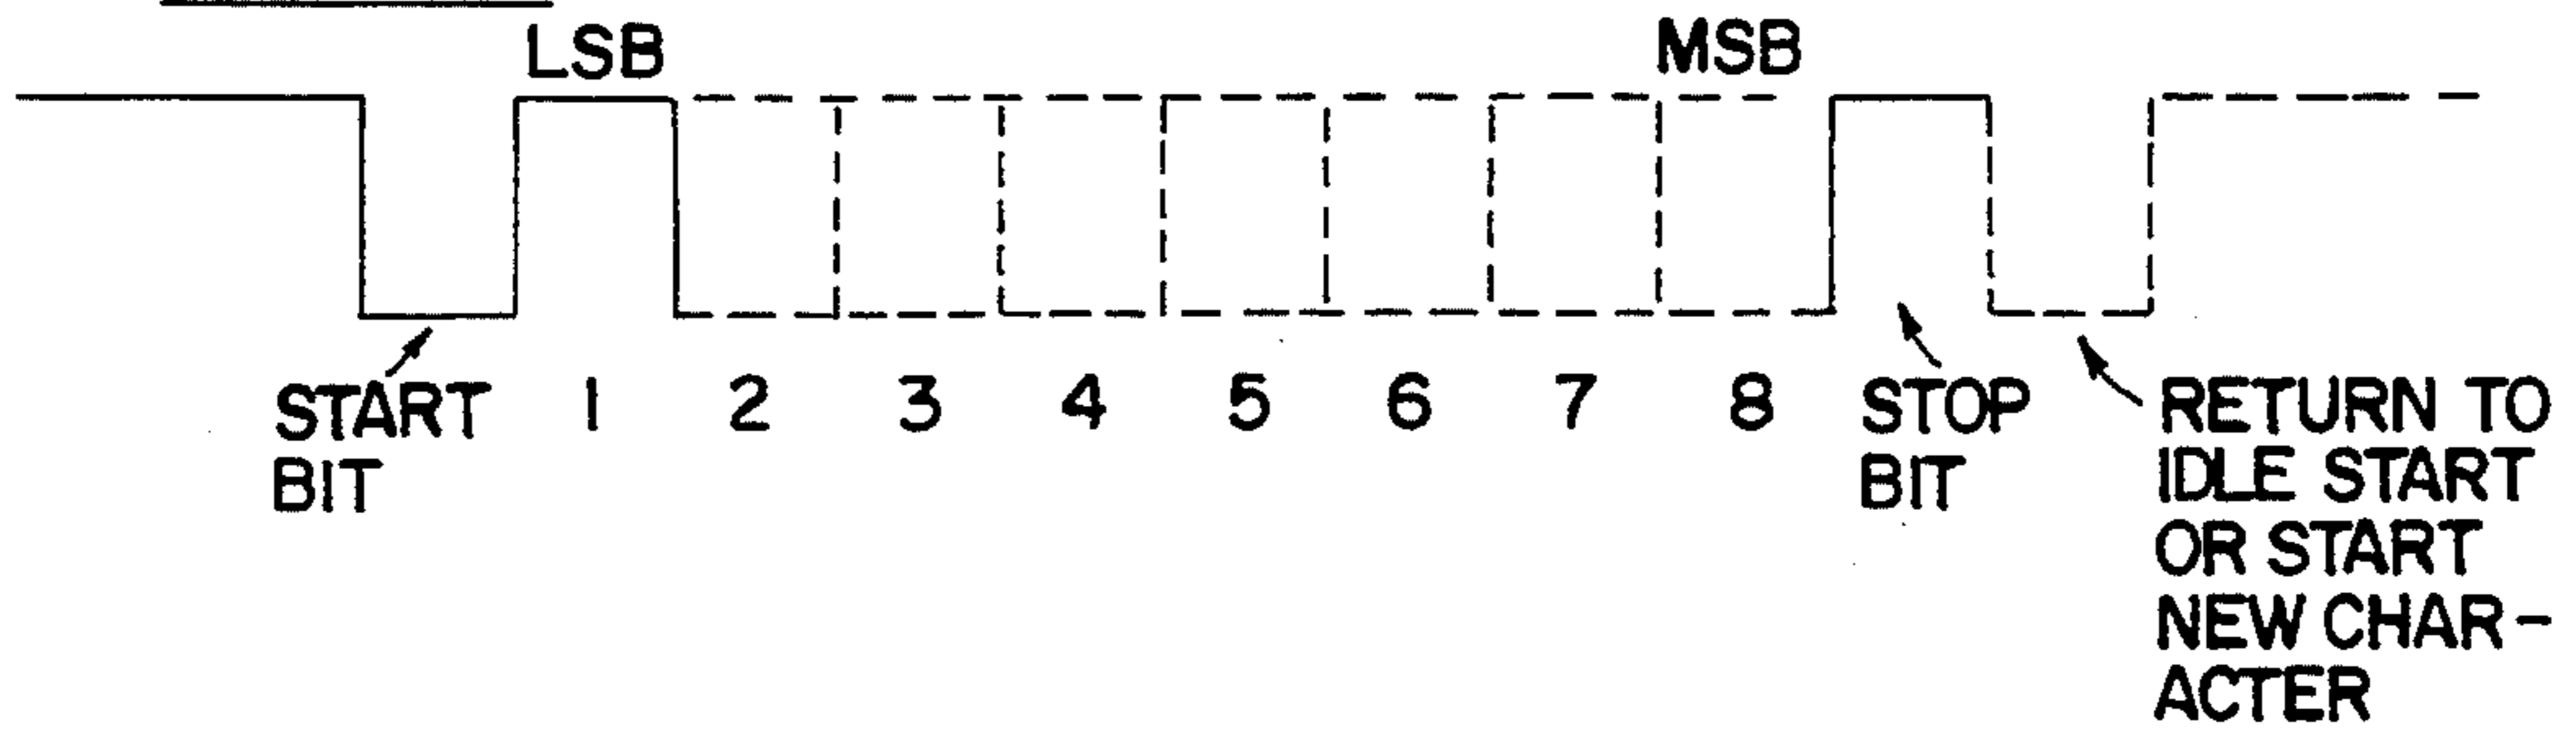 LSB MSB
START 1 2 3 4 5 6 7 8 STOP RETURN TO
BIT BIT IDLE START
OR START
NEW CHAR-
ACTER